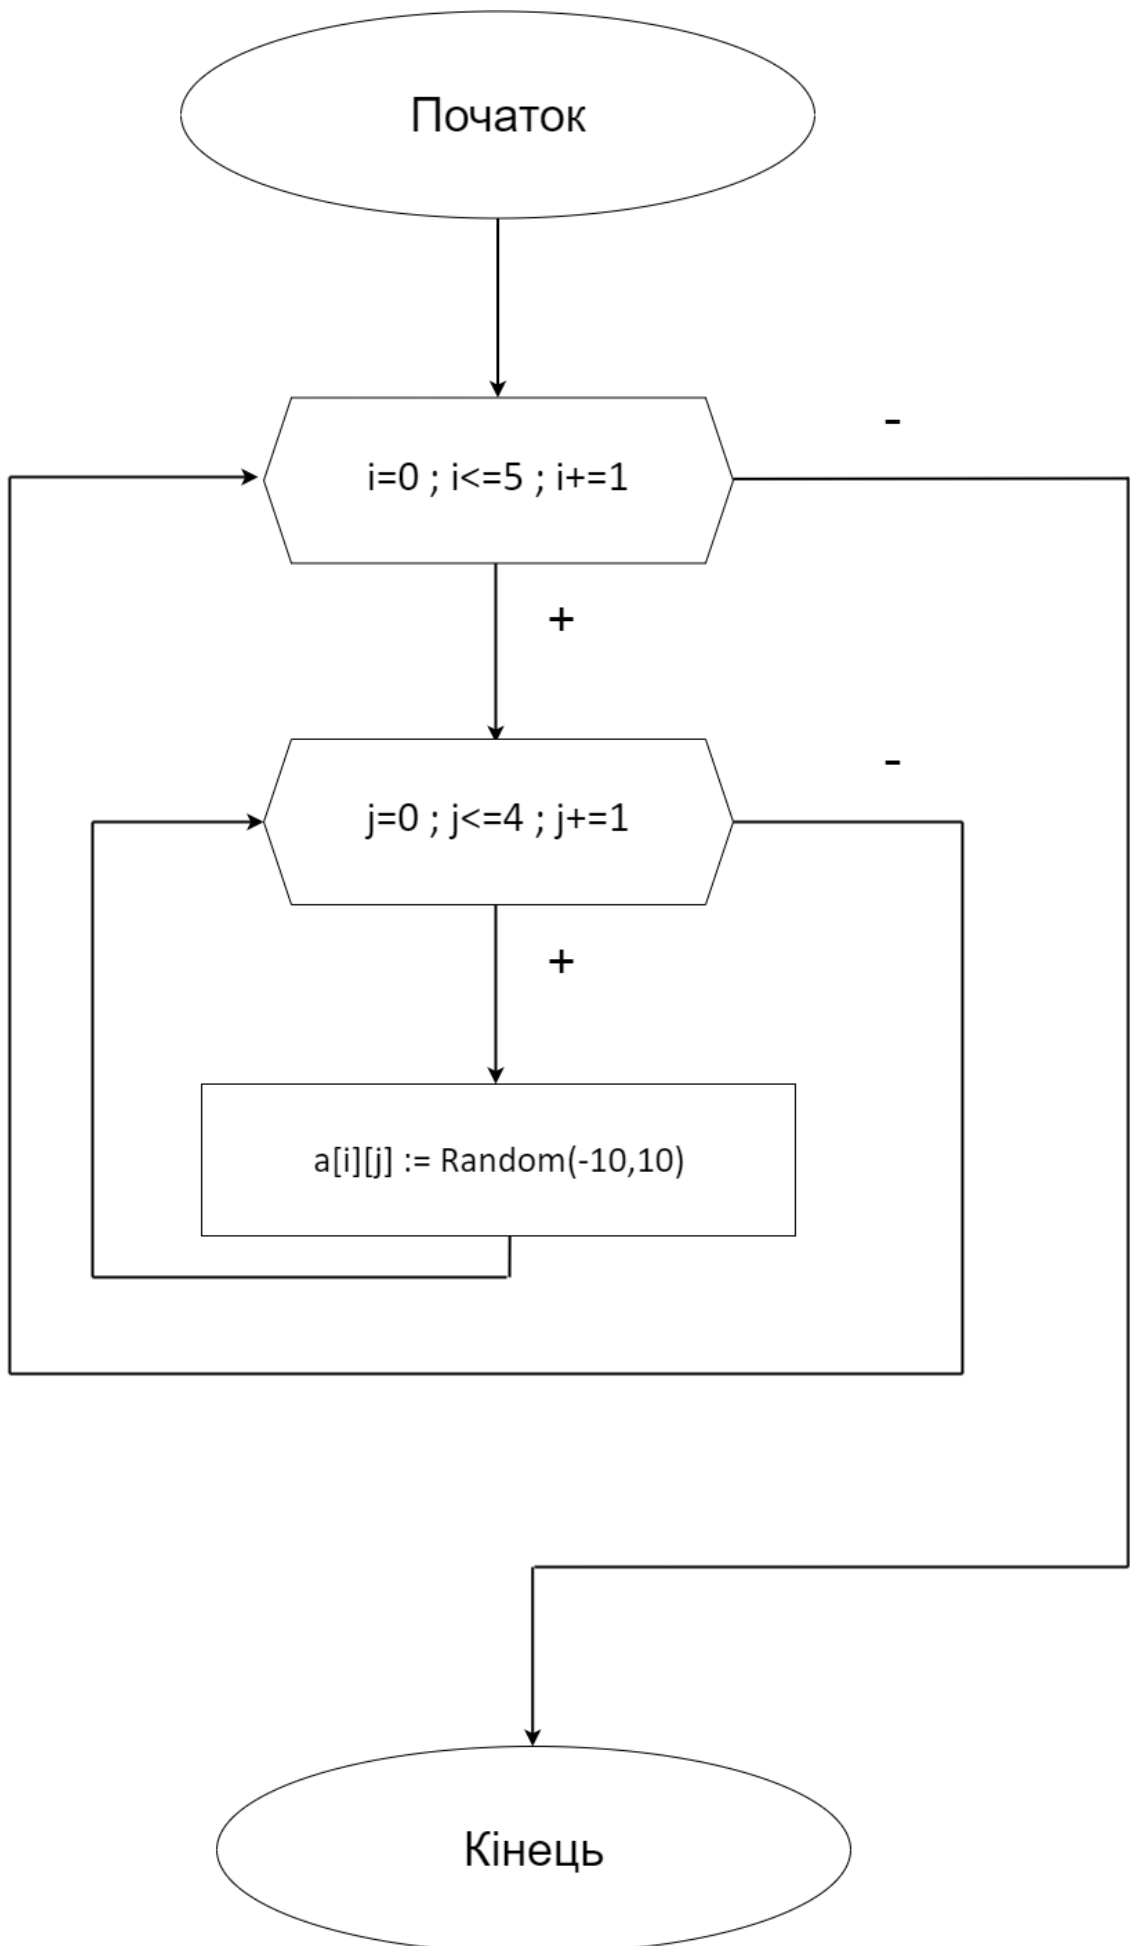 Початок
-
i=0 ; i<=5 ; i+=1
+
-
j=0 ; j<=4 ; j+=1
+
a[i][j] := Random(-10,10)
Кінець